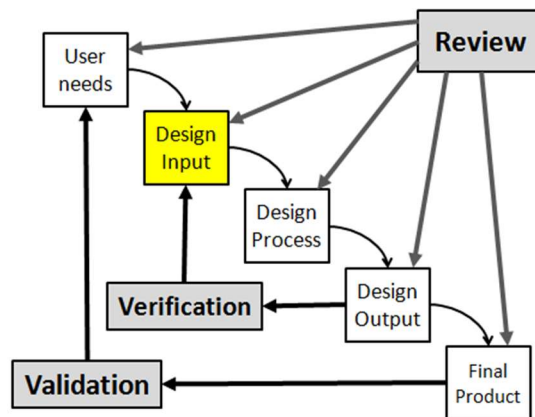 Review
User
needs
Design
Input
Design
Process
Design
Output
Verification
Final
Product
Validation